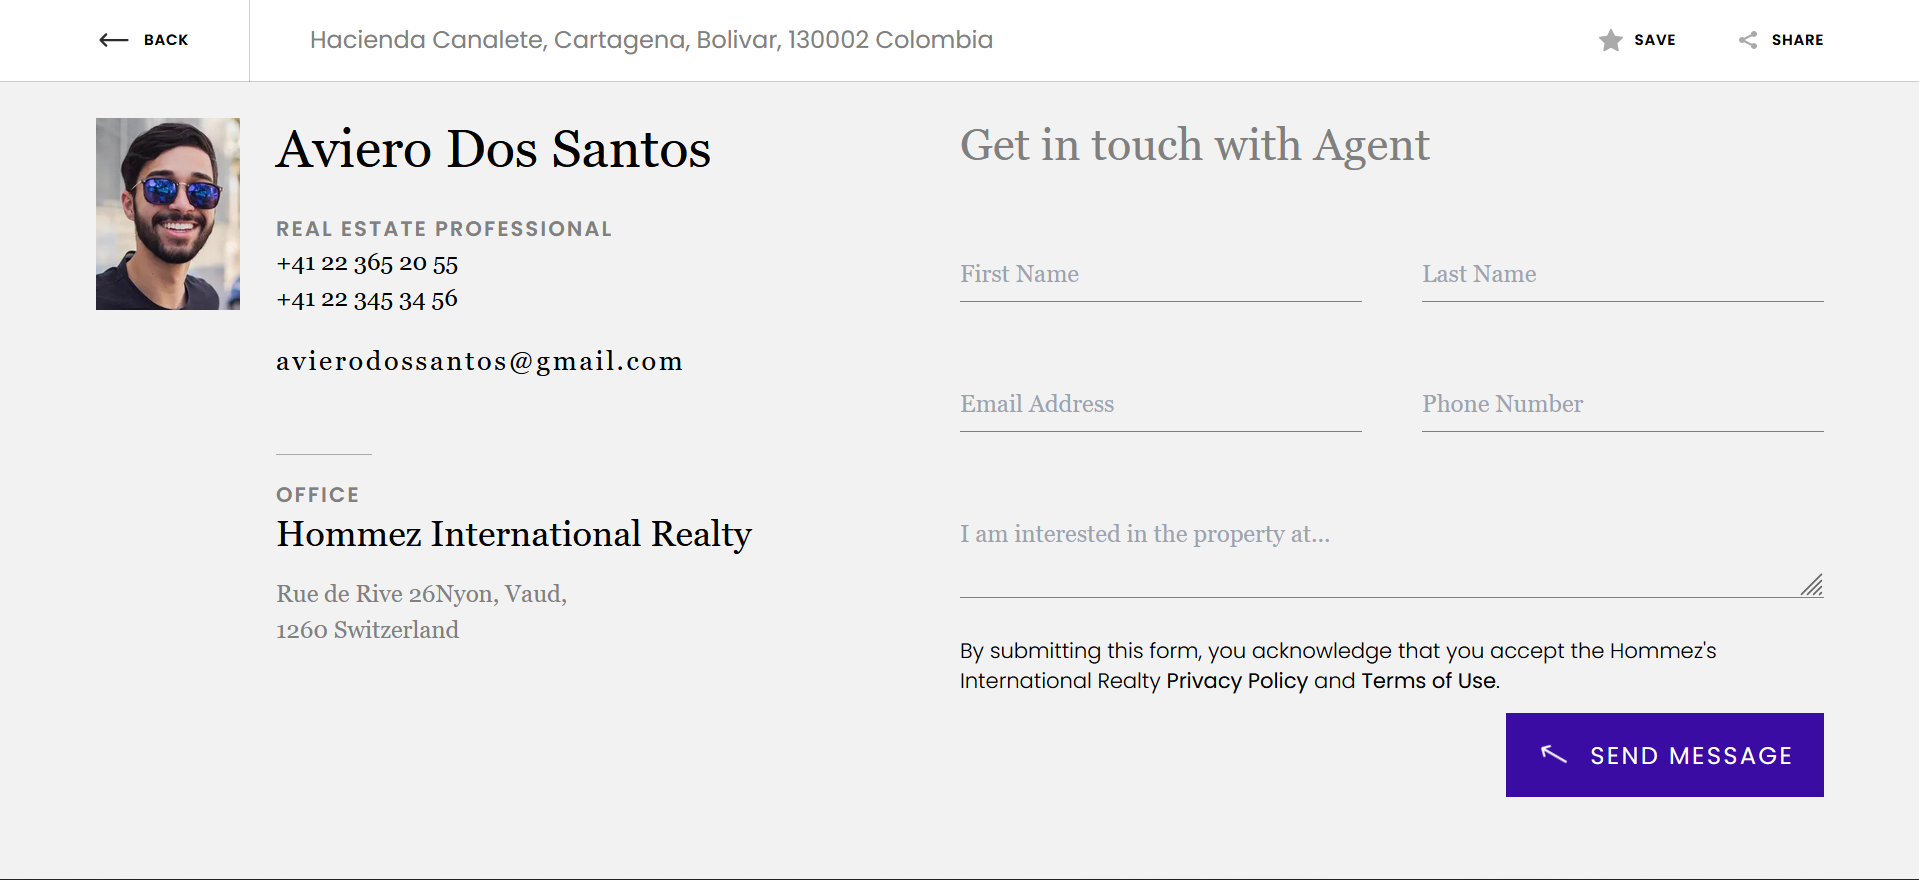 BACK
Hacienda Canalete, Cartagena, Bolivar, 130002 Colombia
SAVE
SHARE
Aviero Dos Santos
REAL ESTATE PROFESSIONAL
+41 22 365 20 55
+41 22 345 34 56
avierodossantos@gmail.com
OFFICE
Hommez International Realty
Rue de Rive 26Nyon, Vaud,
1260 Switzerland
Get in touch with Agent
First Name
Last Name
Email Address
Phone Number
I am interested in the property at...
By submitting this form, you acknowledge that you accept the Hommez's
International Realty Privacy Policy and Terms of Use.
SEND MESSAGE